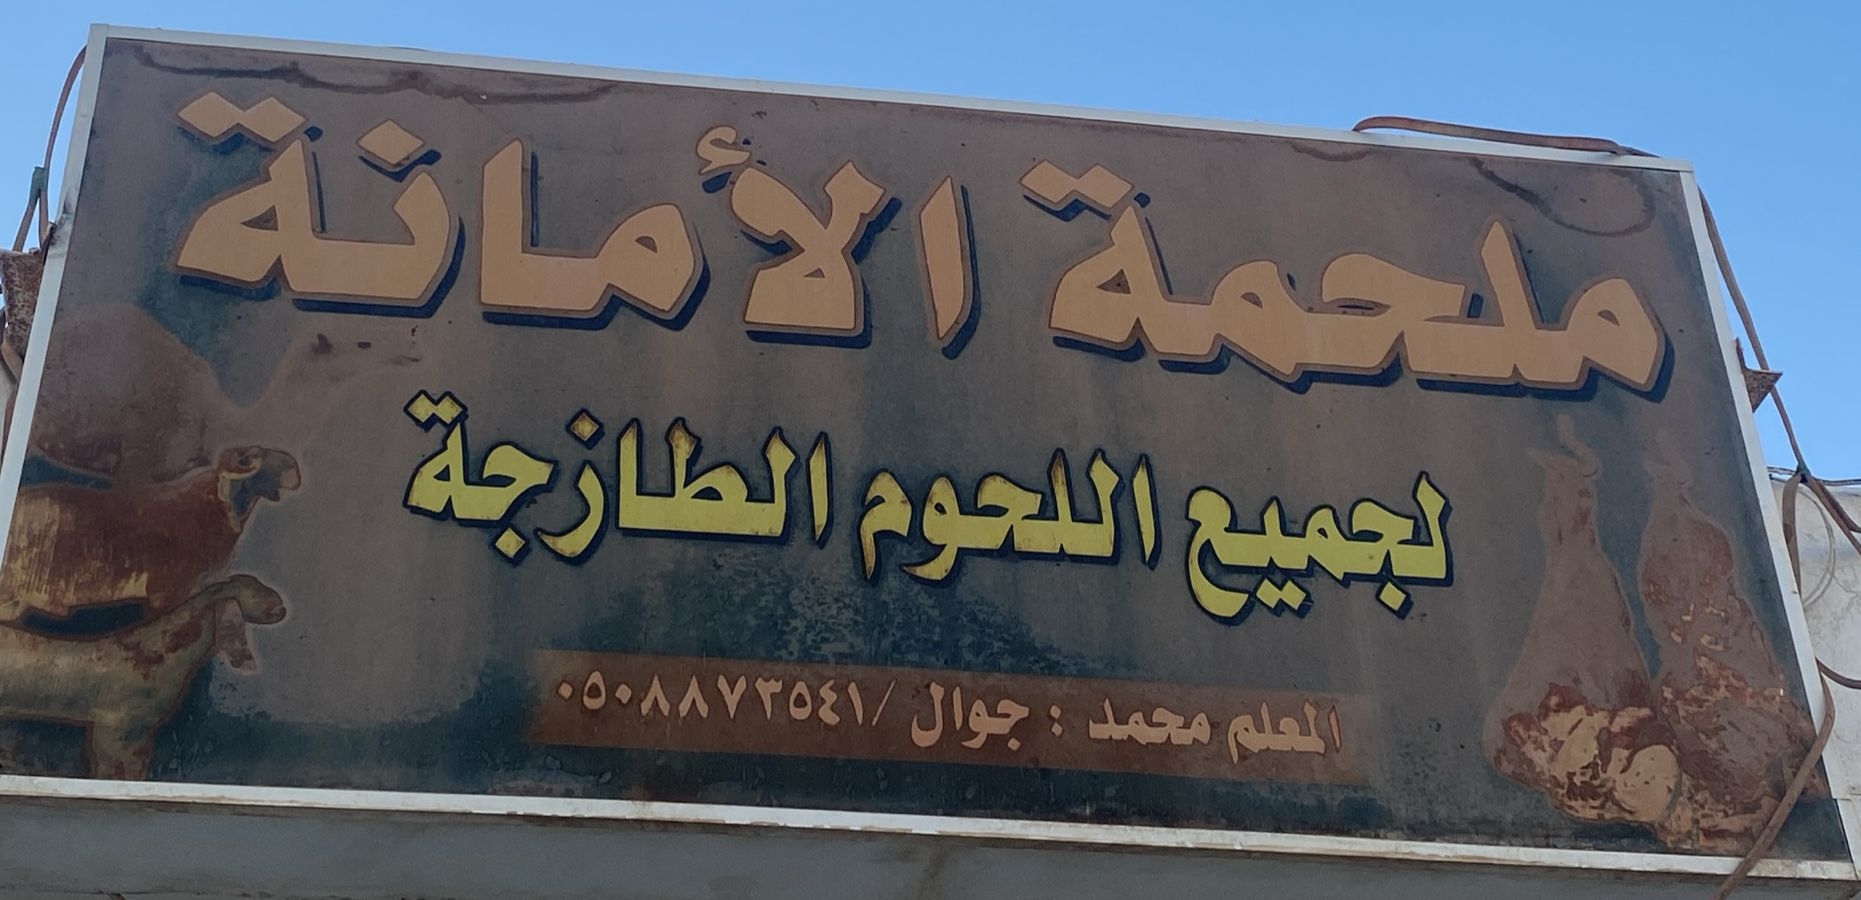 ملحمة الأمانة
لجميع اللحوم الطازجة
المعلم محمد : جوال / ٠٥٠٨٨٧٣٥٤١